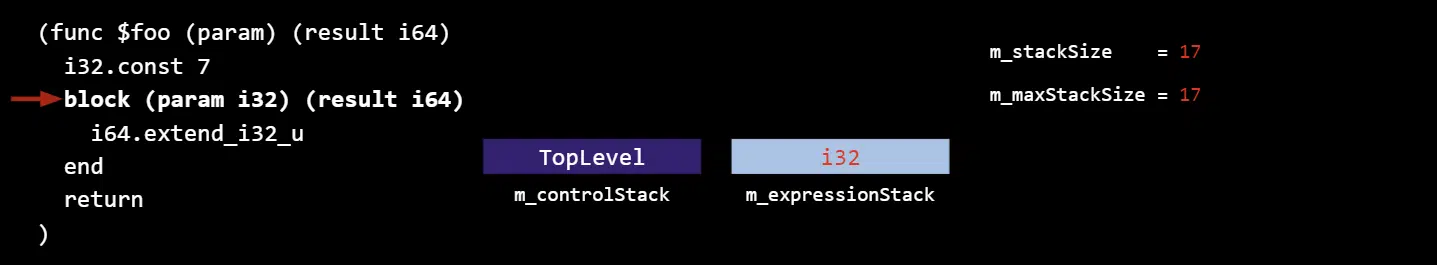 (func $foo (param) (result i64)
i32.const 7
block (param i32) (result i64)
i64.extend_i32_u
end
return
)
TopLevel
m_controlStack
i32
m_expressionStack
m_stackSize = 17
m_maxStackSize = 17